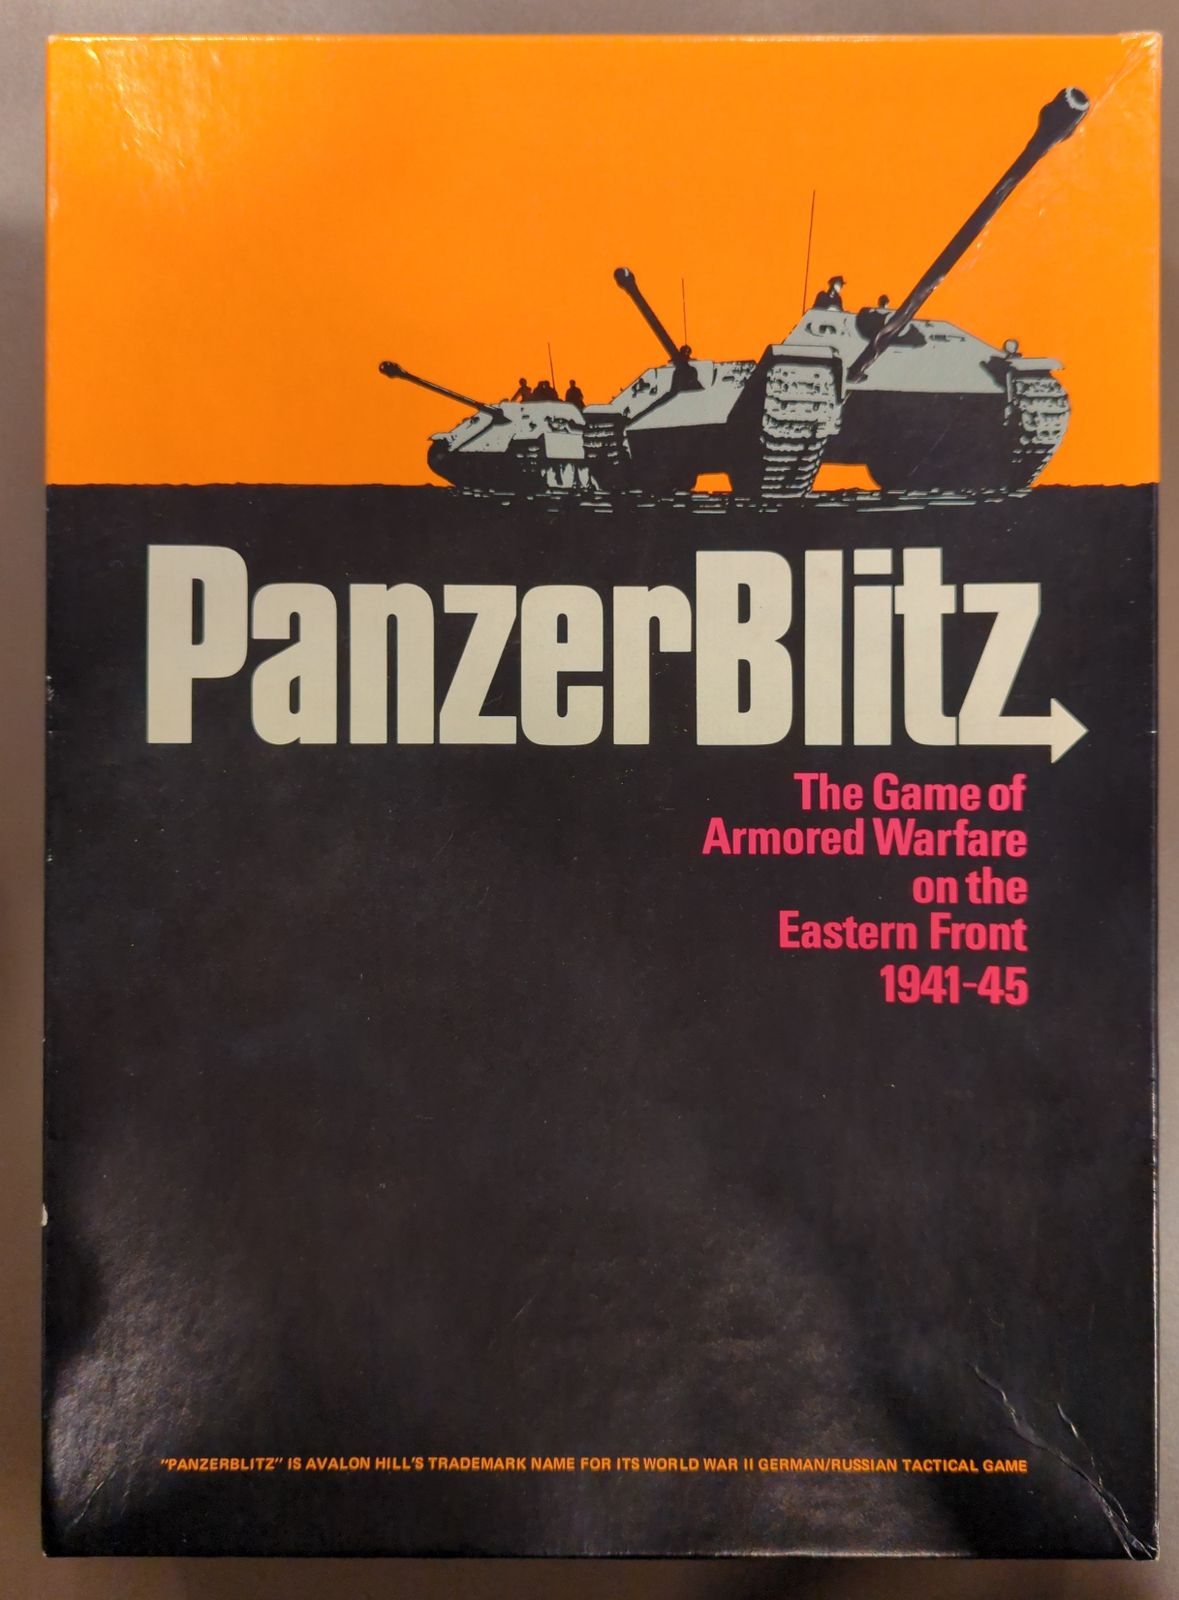 PanzerBlitz
The Game of
Armored Warfare
on the
Eastern Front
1941-45
"PANZERBLITZ" IS AVALON HILL'S TRADEMARK NAME FOR ITS WORLD WAR II GERMAN/RUSSIAN TACTICAL GAME